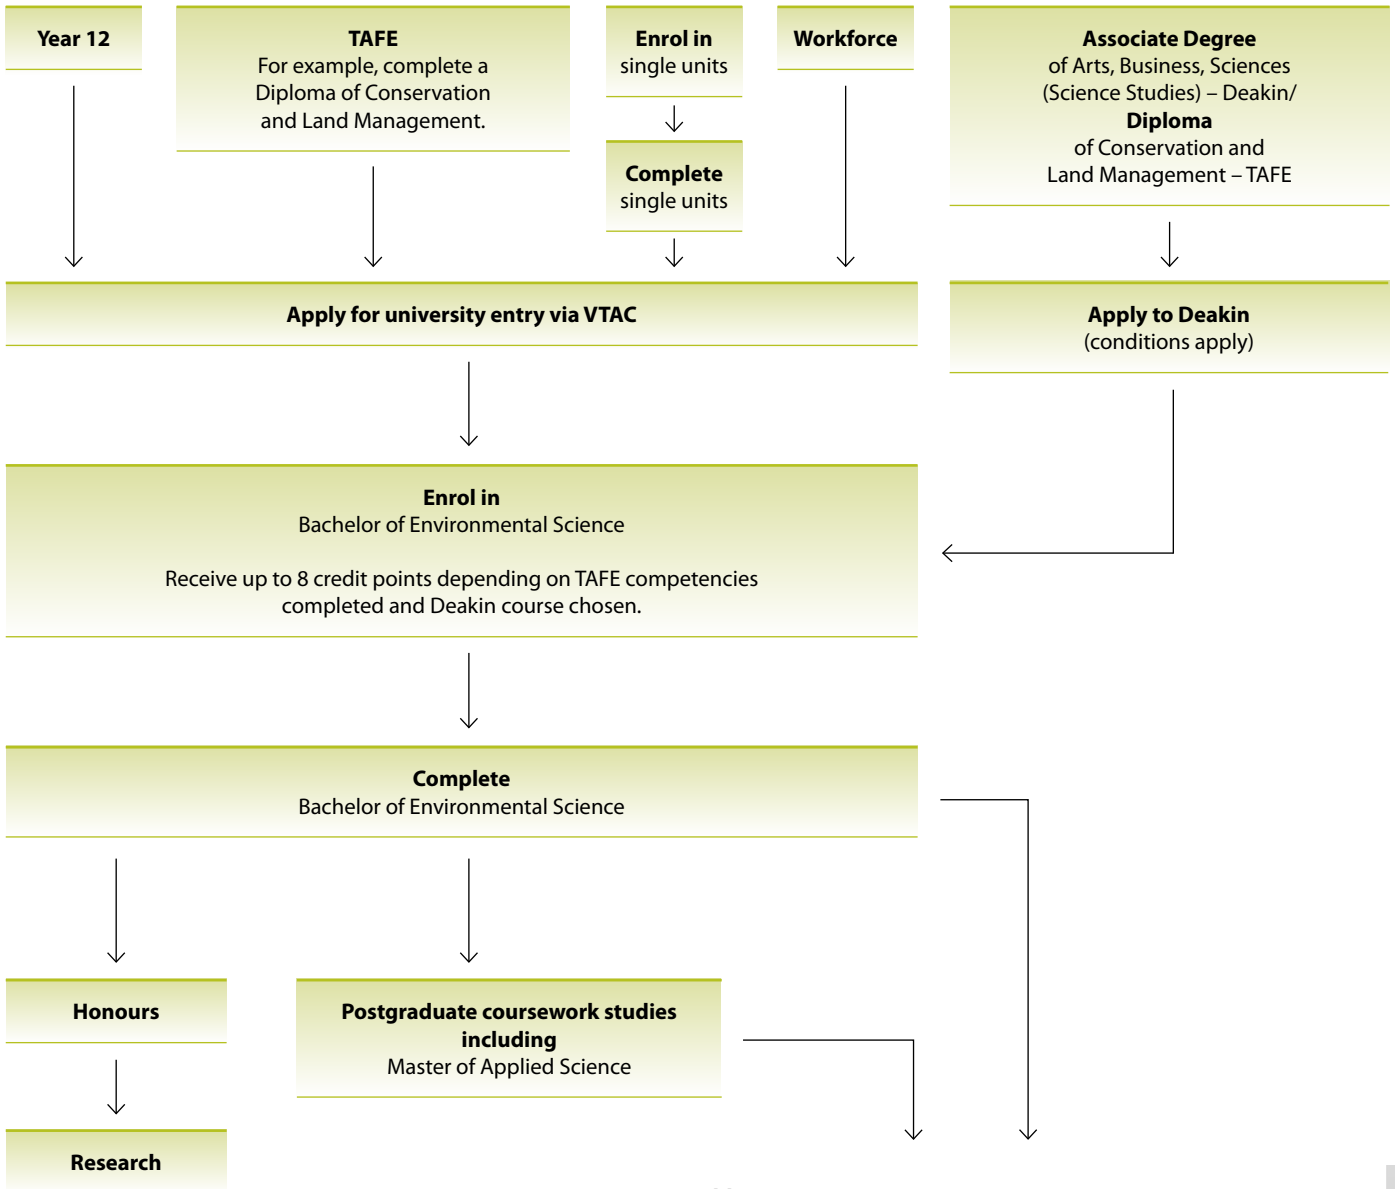 Year 12
TAFE
For example, complete a
Diploma of Conservation
and Land Management.
Enrol in
single units
Complete
single units
Workforce
Associate Degree
of Arts, Business, Sciences
(Science Studies) – Deakin/
Diploma
of Conservation and
Land Management – TAFE
Apply for university entry via VTAC
Apply to Deakin
(conditions apply)
Enrol in
Bachelor of Environmental Science
Receive up to 8 credit points depending on TAFE competencies
completed and Deakin course chosen.
Complete
Bachelor of Environmental Science
Honours
Postgraduate coursework studies
including
Master of Applied Science
Research